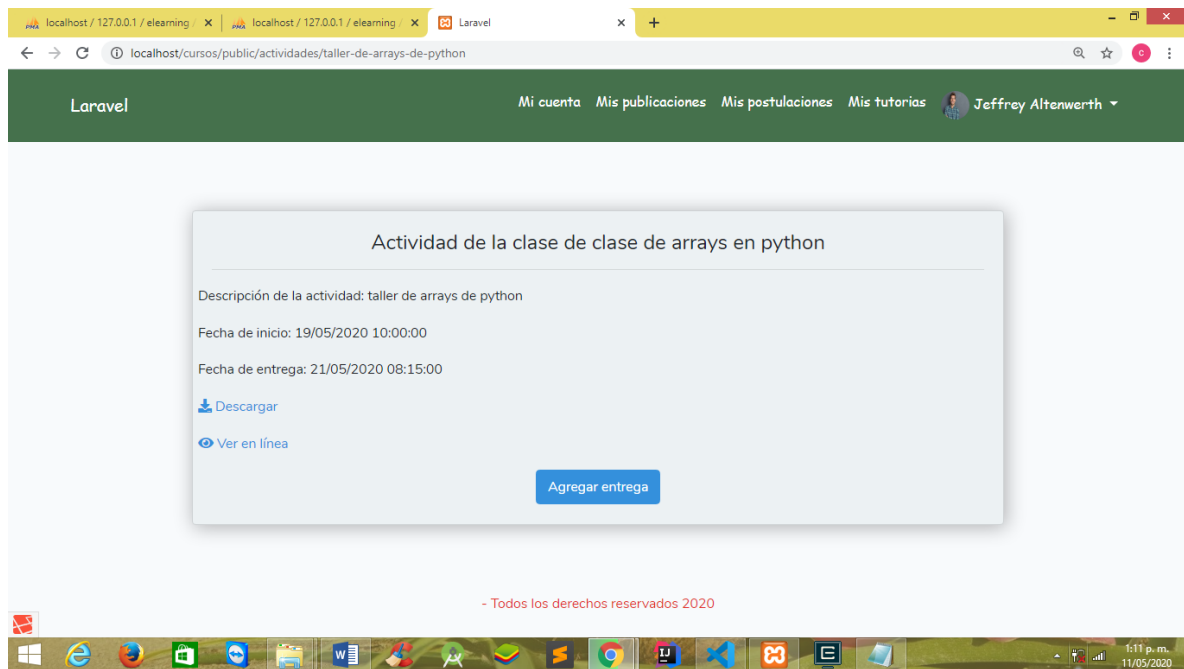 localhost / 127.0.0.1 / elearning /
localhost / 127.0.0.1 / elearning /
Laravel
localhost/cursos/public/actividades/taller-de-arrays-de-python
c
Laravel
Mi cuenta Mis publicaciones Mis postulaciones Mis tutorias Jeffrey Altenwerth
Actividad de la clase de clase de arrays en python
Descripción de la actividad: taller de arrays de python
Fecha de inicio: 19/05/2020 10:00:00
Fecha de entrega: 21/05/2020 08:15:00
Descargar
Ver en línea
Agregar entrega
- Todos los derechos reservados 2020
1:11 p. m.
11/05/2020